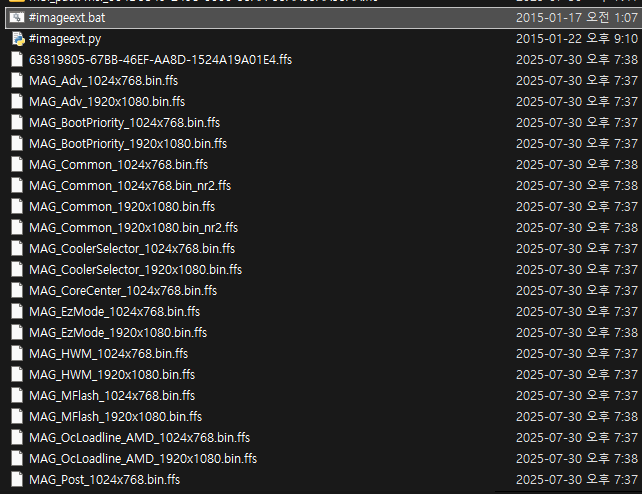 #imageext.bat 2015-01-17 오전 1:07
#imageext.py 2015-01-22 오후 9:10
63819805-67BB-46EF-AA8D-1524A19A01E4.ffs 2025-07-30 오후 7:38
MAG_Adv_1024x768.bin.ffs 2025-07-30 오후 7:37
MAG_Adv_1920x1080.bin.ffs 2025-07-30 오후 7:37
MAG_BootPriority_1024x768.bin.ffs 2025-07-30 오후 7:37
MAG_BootPriority_1920x1080.bin.ffs 2025-07-30 오후 7:37
MAG_Common_1024x768.bin.ffs 2025-07-30 오후 7:38
MAG_Common_1024x768.bin_nr2.ffs 2025-07-30 오후 7:38
MAG_Common_1920x1080.bin.ffs 2025-07-30 오후 7:37
MAG_Common_1920x1080.bin_nr2.ffs 2025-07-30 오후 7:38
MAG_CoolerSelector_1024x768.bin.ffs 2025-07-30 오후 7:37
MAG_CoolerSelector_1920x1080.bin.ffs 2025-07-30 오후 7:37
MAG_CoreCenter_1024x768.bin.ffs 2025-07-30 오후 7:37
MAG_EzMode_1024x768.bin.ffs 2025-07-30 오후 7:37
MAG_EzMode_1920x1080.bin.ffs 2025-07-30 오후 7:38
MAG_HWM_1024x768.bin.ffs 2025-07-30 오후 7:37
MAG_HWM_1920x1080.bin.ffs 2025-07-30 오후 7:37
MAG_MFlash_1024x768.bin.ffs 2025-07-30 오후 7:37
MAG_MFlash_1920x1080.bin.ffs 2025-07-30 오후 7:38
MAG_OcLoadline_AMD_1024x768.bin.ffs 2025-07-30 오후 7:37
MAG_OcLoadline_AMD_1920x1080.bin.ffs 2025-07-30 오후 7:38
MAG_Post_1024x768.bin.ffs 2025-07-30 오후 7:37